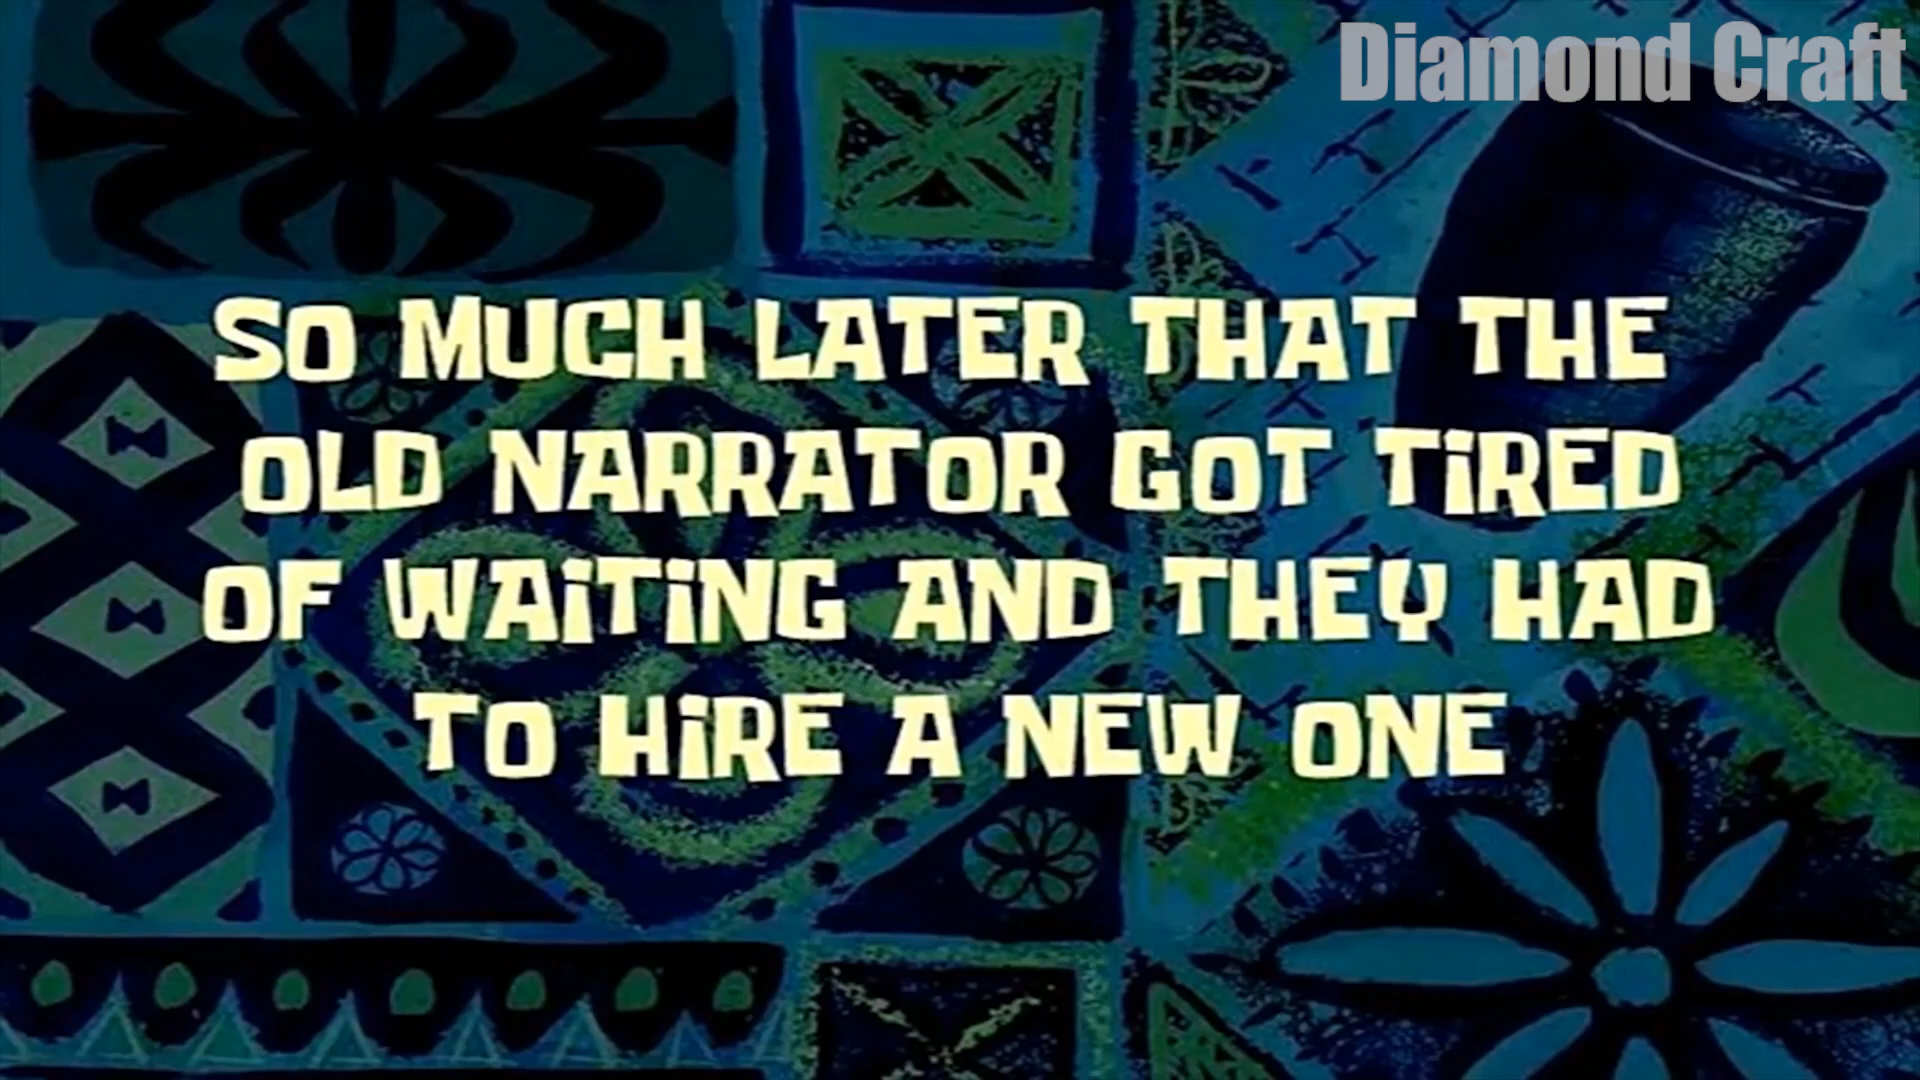 Diamond Craft
SO MUCH LATER THAT THE
OLD NARRATOR GOT TiRED
OF WAiTiNG AND THEY HAD
TO HiRE A NEW ONE